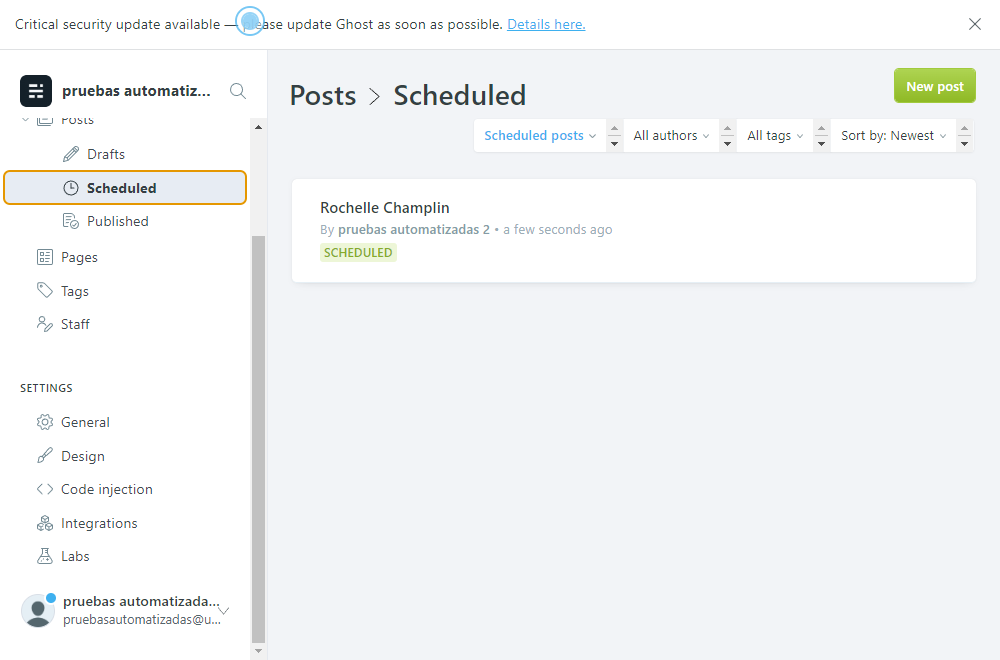 Critical security update available — please update Ghost as soon as possible. Details here.
pruebas automatiz...
Posts
Drafts
Scheduled
Published
Pages
Tags
Staff
SETTINGS
General
Design
Code injection
Integrations
Labs
pruebas automatizada...
pruebasautomatizadas@u...
Posts > Scheduled
New post
Scheduled posts
All authors
All tags
Sort by: Newest
Rochelle Champlin
By pruebas automatizadas 2 • a few seconds ago
SCHEDULED